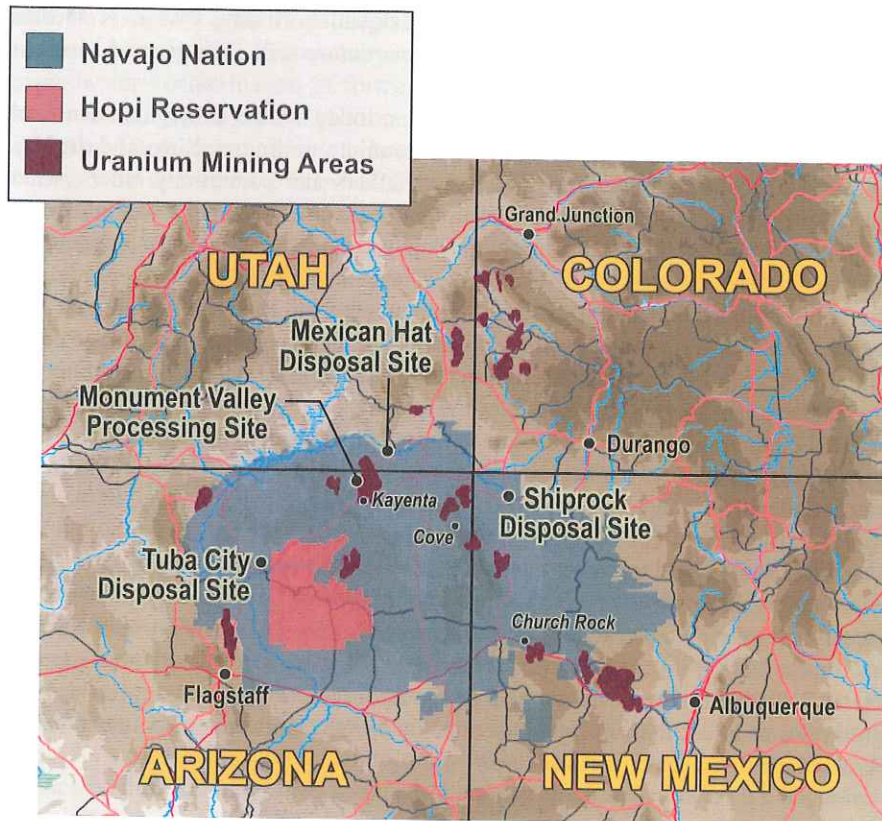 Navajo Nation
Hopi Reservation
Uranium Mining Areas
Grand Junction
UTAH
COLORADO
Mexican Hat
Disposal Site
Monument Valley
Processing Site
Durango
Kayenta
Shiprock
Disposal Site
Cove
Tuba City
Disposal Site
Church Rock
Flagstaff
Albuquerque
ARIZONA
NEW MEXICO